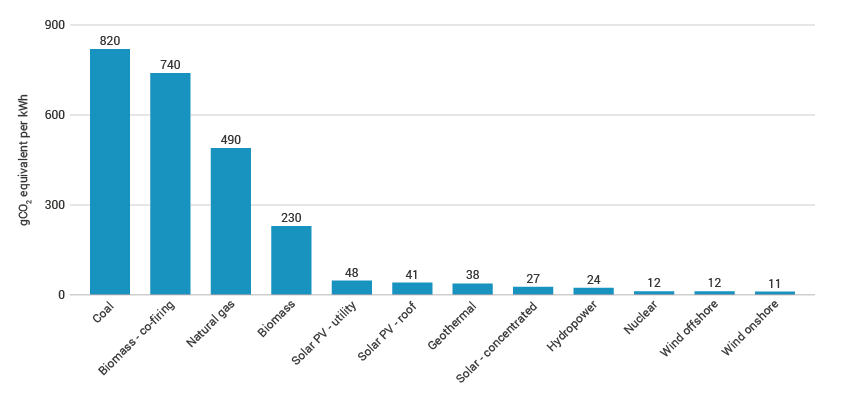 900
600
300
0
gCO₂ equivalent per kWh
820
740
490
230
48
41
38
27
24
12
12
11
Coal
Biomass - co-firing
Natural gas
Biomass
Solar PV - utility
Solar PV - roof
Geothermal
Solar - concentrated
Hydropower
Nuclear
Wind offshore
Wind onshore